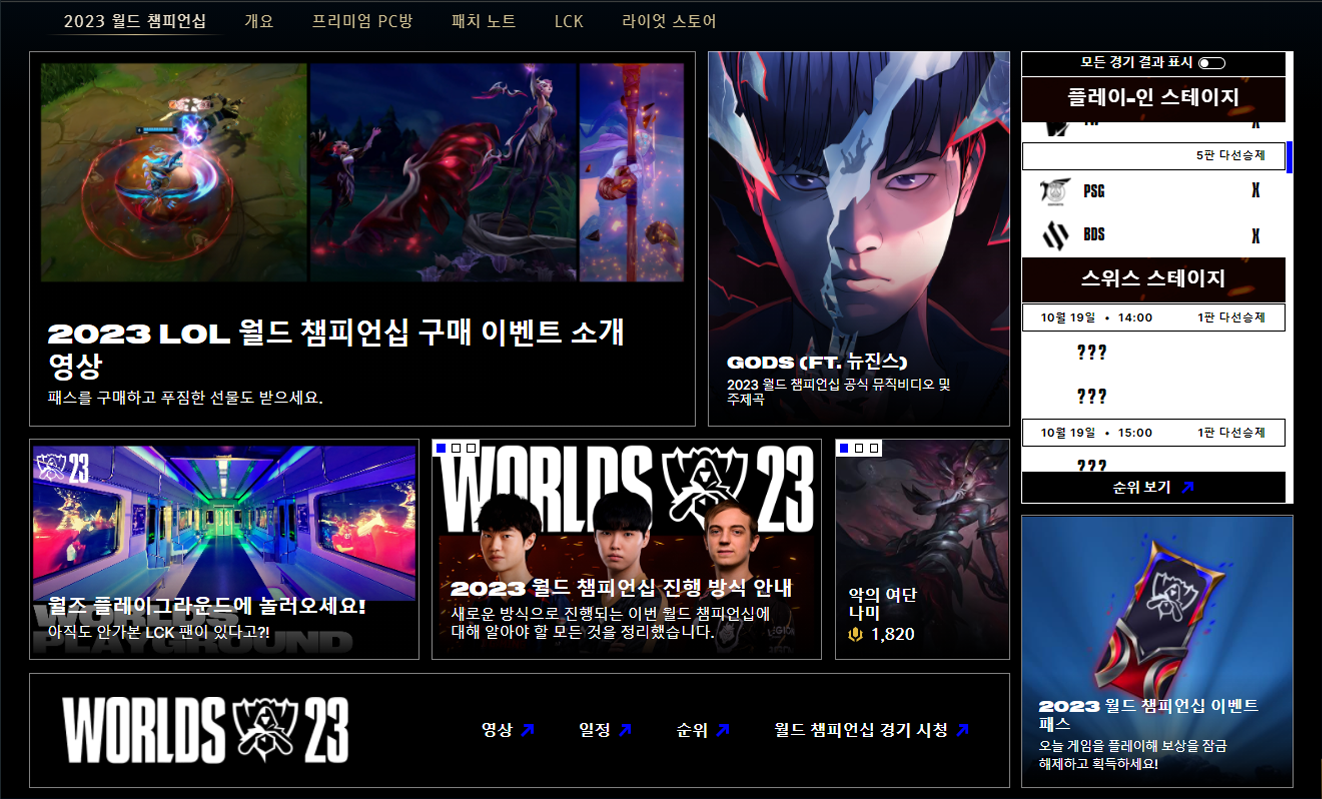 2023 월드 챔피언십
개요
프리미엄 PC방
패치 노트
LCK
라이엇 스토어
2023 LOL 월드 챔피언십 구매 이벤트 소개
영상
패스를 구매하고 푸짐한 선물도 받으세요.
GODS (FT. 뉴진스)
2023 월드 챔피언십 공식 뮤직비디오 및
주제곡
모든 경기 결과 표시
플레이-인 스테이지
X
5판 다선승제
PSG X
BDS X
스위스 스테이지
10월 19일 • 14:00 1판 다선승제
???
???
10월 19일 • 15:00 1판 다선승제
???
순위 보기
23
월즈 플레이그라운드에 놀러오세요!
아직도 안가본 LCK 팬이 있다고?!
WORLDS
PLAYGROUND
WORLDS 23
2023 월드 챔피언십 진행 방식 안내
새로운 방식으로 진행되는 이번 월드 챔피언십에
대해 알아야 할 모든 것을 정리했습니다.
악의 여단
나미
1,820
2023 월드 챔피언십 이벤트
패스
오늘 게임을 플레이해 보상을 잠금
해제하고 획득하세요!
WORLDS 23
영상
일정
순위
월드 챔피언십 경기 시청